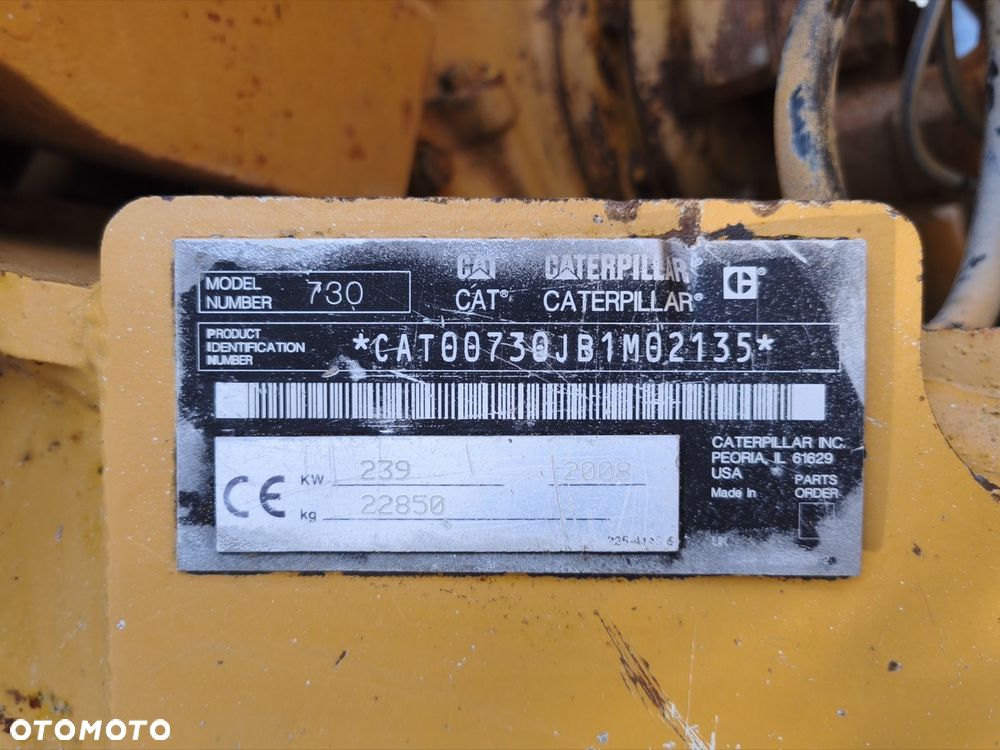 CAT CATERPILLAR
MODEL NUMBER 730
CAT® CATERPILLAR®
PRODUCT IDENTIFICATION NUMBER *CAT00730JB1M02135*
CATERPILLAR INC.
PEORIA, IL 61629
USA
Made In
PARTS ORDER
UK
CE KW 239 2008
kg 22850
OTOMOTO